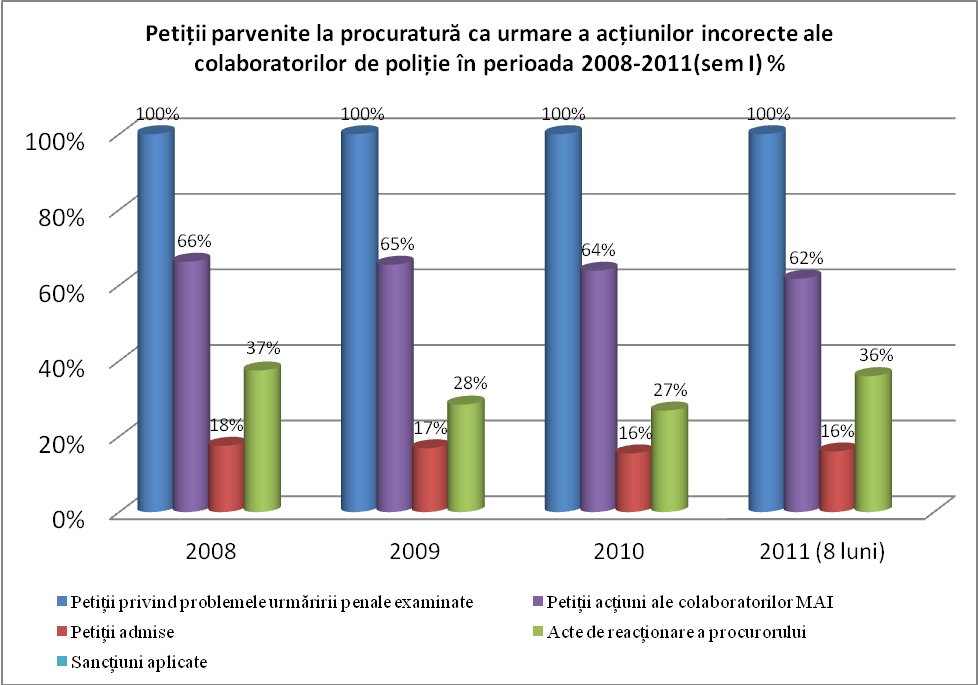 Petiții parvenite la procuratură ca urmare a acțiunilor incorecte ale
colaboratorilor de poliție în perioada 2008-2011(sem I) %
100% 100% 100% 100%
100%
80%
66% 65% 64% 62%
60%
37% 28% 27% 36%
40%
18% 17% 16% 16%
20%
0%
2008 2009 2010 2011 (8 luni)
Petiții privind problemele urmăririi penale examinate
Petiții acțiuni ale colaboratorilor MAI
Petiții admise
Acte de reacționare a procurorului
Sancțiuni aplicate